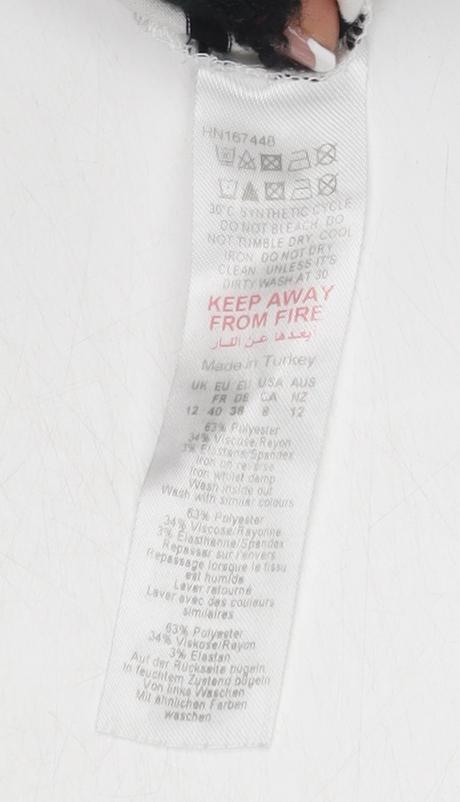 HN167448
30°C SYNTHETIC CYCLE
DO NOT BLEACH. DO
NOT TUMBLE DRY. COOL
IRON. DO NOT DRY
CLEAN. UNLESS IT'S
DIRTY WASH AT 30
KEEP AWAY
FROM FIRE
أبعدها عن النار
Made in Turkey
UK EU EU USA AUS
FR DE CA NZ
12 40 38 8 12
63% Polyester
34% Viscose/Rayon
3% Elastane/Spandex
Iron on reverse
Iron whilst damp
Wash inside out
Wash with similar colours
63% Polyester
34% Viscose/Rayonne
3% Élasthanne/Spandex
Repasser sur l'envers
Repassage lorsque le tissu
est humide
Laver retourné
Laver avec des couleurs
similaires
63% Polyester
34% Viskose/Rayon
3% Elastan
Auf der Rückseite bügeln
In feuchtem Zustand bügeln
Von links Waschen
Mit ähnlichen Farben
waschen